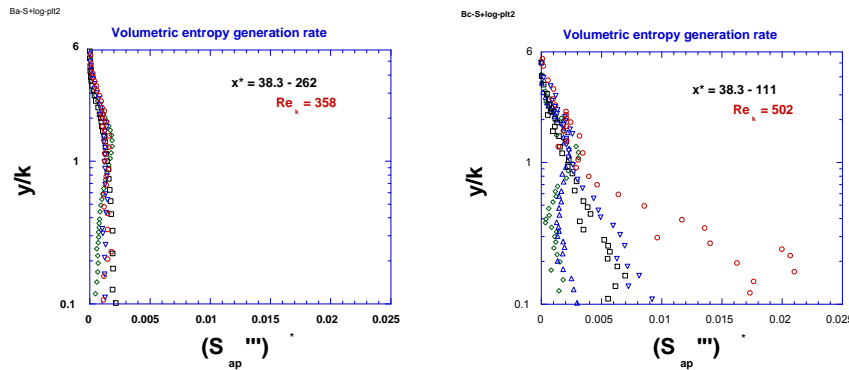 Ba-S+log-plt2
Volumetric entropy generation rate
6
x* = 38.3 - 262
Re k = 358
y/k
1
0.1
0 0.005 0.01 0.015 0.02 0.025
(S ap ''') *
Bc-S+log-plt2
Volumetric entropy generation rate
6
x* = 38.3 - 111
Re k = 502
y/k
1
0.1
0 0.005 0.01 0.015 0.02 0.025
(S ap ''') *